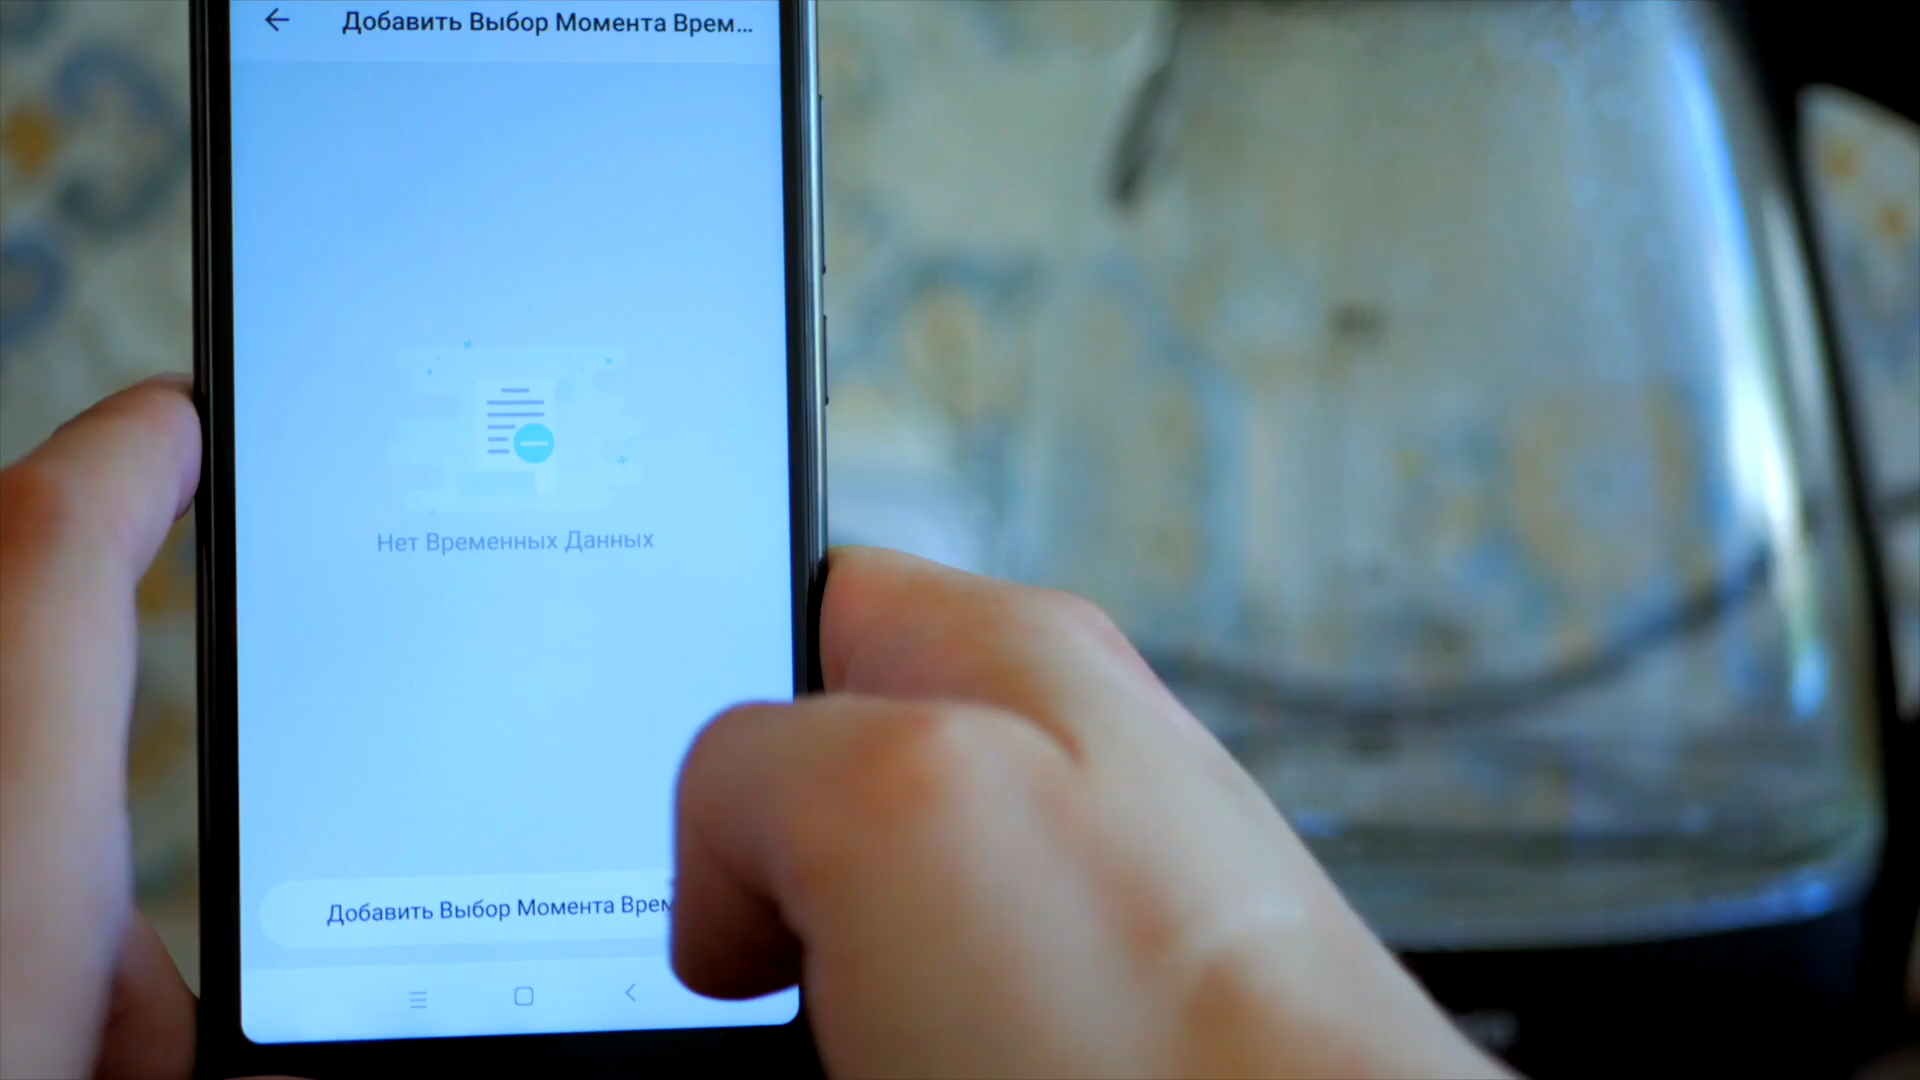 Добавить Выбор Момента Врем...
Нет Временных Данных
Добавить Выбор Момента Врем